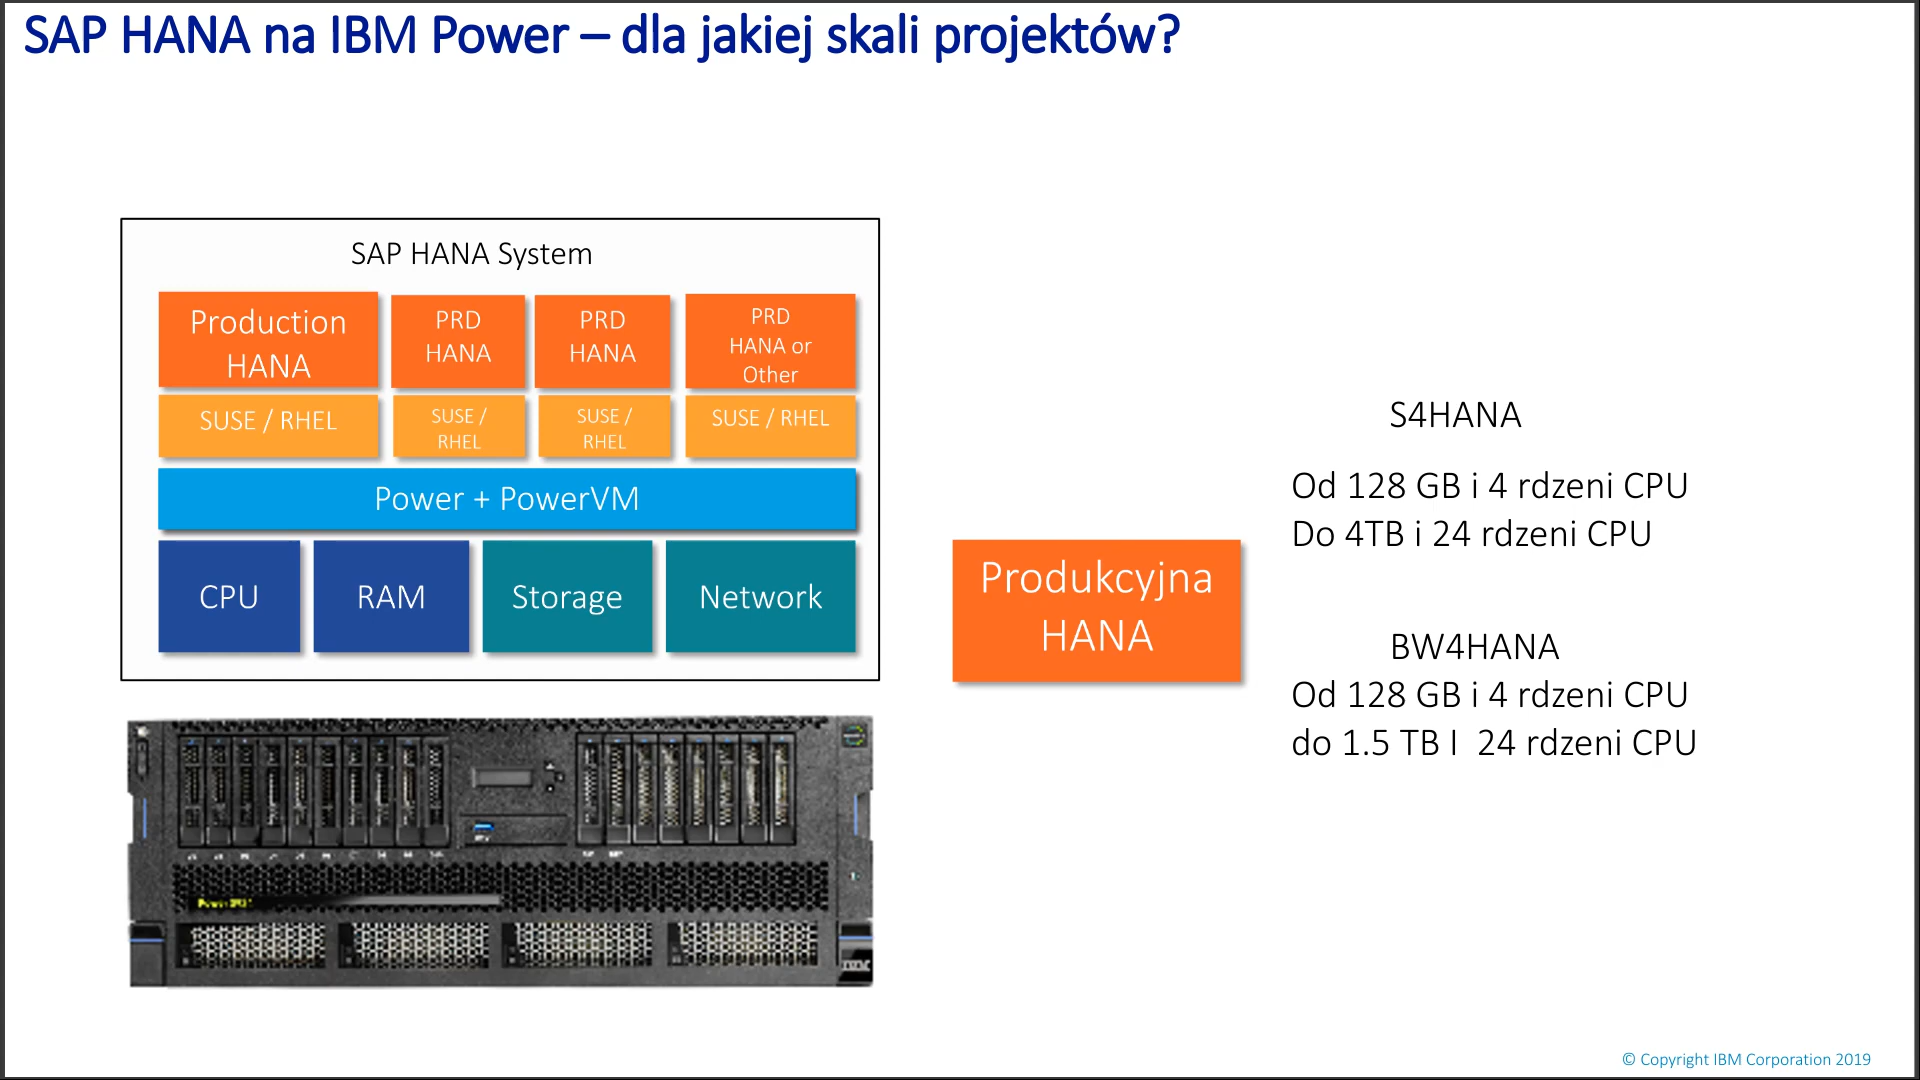 SAP HANA na IBM Power – dla jakiej skali projektów?
SAP HANA System
Production
HANA
PRD
HANA
PRD
HANA
PRD
HANA or
Other
SUSE / RHEL
SUSE /
RHEL
SUSE /
RHEL
SUSE / RHEL
Power + PowerVM
CPU
RAM
Storage
Network
Produkcyjna
HANA
S4HANA
Od 128 GB i 4 rdzeni CPU
Do 4TB i 24 rdzeni CPU
BW4HANA
Od 128 GB i 4 rdzeni CPU
do 1.5 TB I  24 rdzeni CPU
© Copyright IBM Corporation 2019